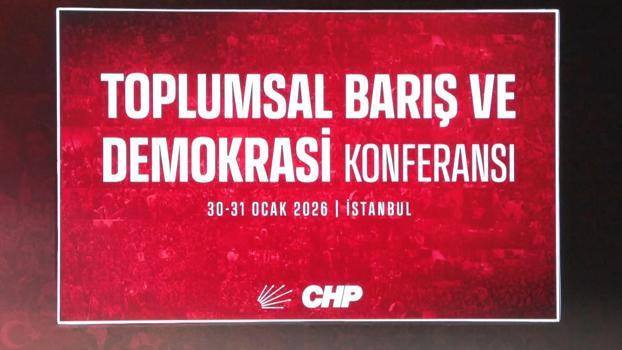 TOPLUMSAL BARIŞ VE
DEMOKRASİ KONFERANSI
30-31 OCAK 2026 | İSTANBUL
CHP